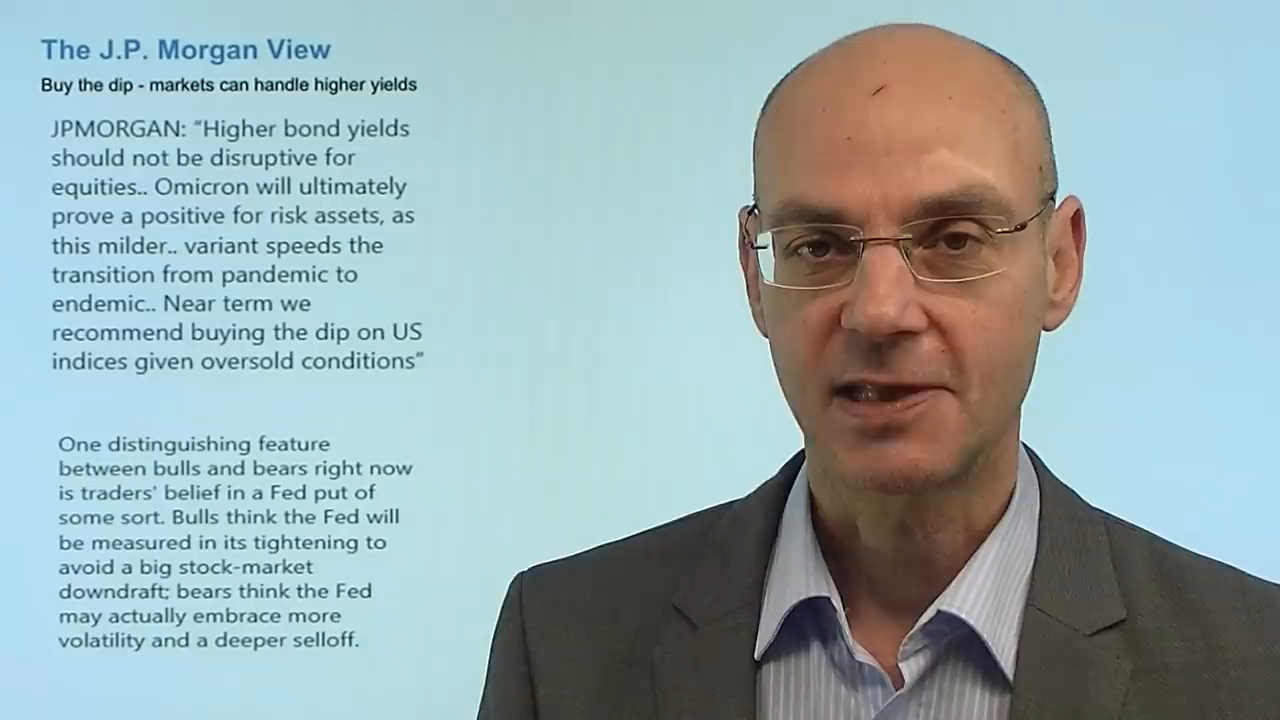 The J.P. Morgan View
Buy the dip - markets can handle higher yields
JPMORGAN: "Higher bond yields
should not be disruptive for
equities.. Omicron will ultimately
prove a positive for risk assets, as
this milder.. variant speeds the
transition from pandemic to
endemic.. Near term we
recommend buying the dip on US
indices given oversold conditions"
One distinguishing feature
between bulls and bears right now
is traders' belief in a Fed put of
some sort. Bulls think the Fed will
be measured in its tightening to
avoid a big stock-market
downdraft; bears think the Fed
may actually embrace more
volatility and a deeper selloff.